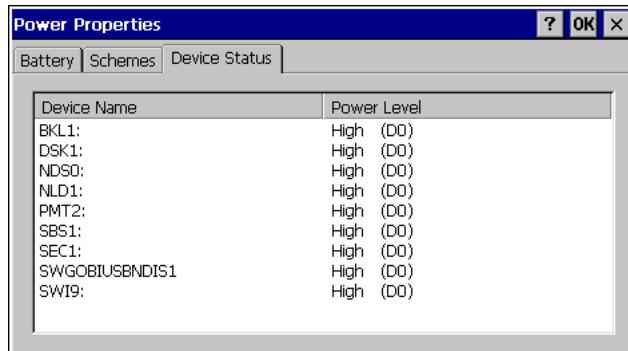 Power Properties ? OK ×
Battery Schemes Device Status
Device Name Power Level
BKL1: High (D0)
DSK1: High (D0)
NDS0: High (D0)
NLD1: High (D0)
PMT2: High (D0)
SBS1: High (D0)
SEC1: High (D0)
SWGOBIUSBNDIS1 High (D0)
SWI9: High (D0)